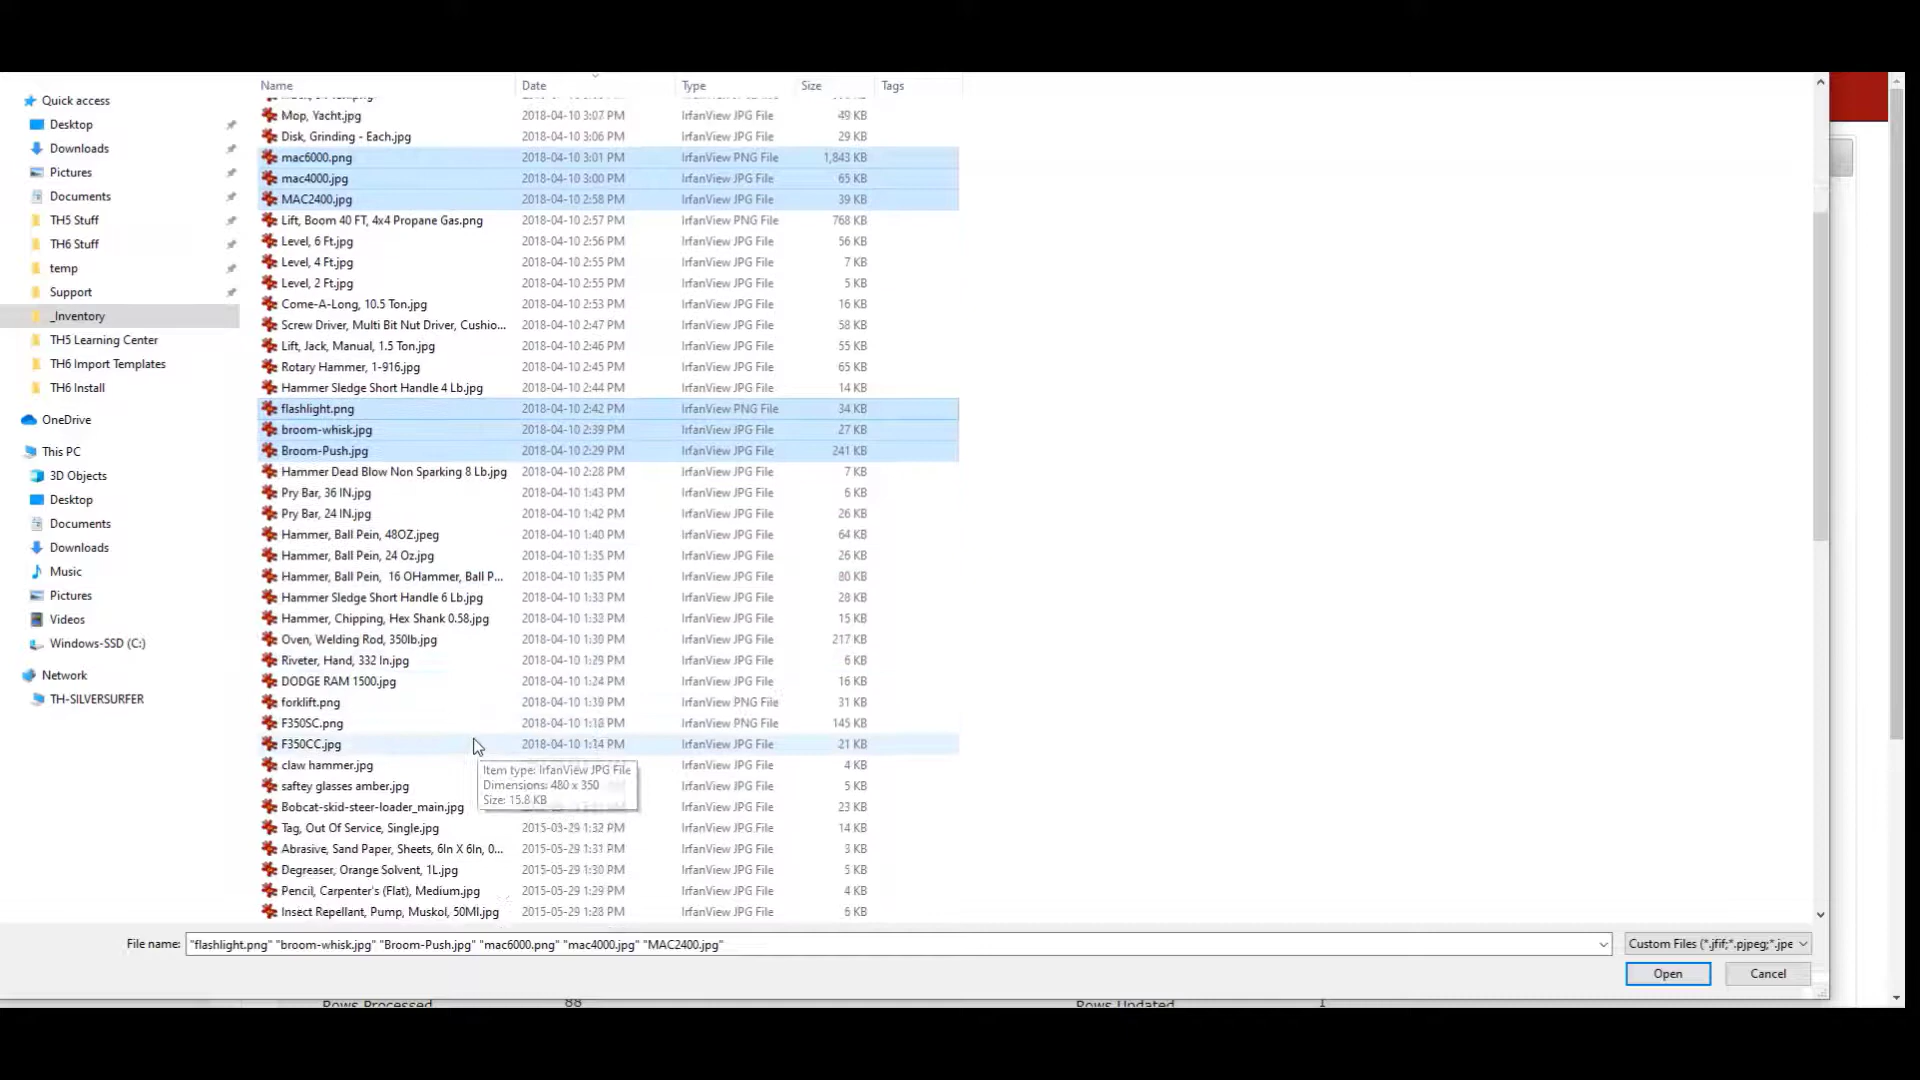 Name Date Type Size Tags
Quick access
Desktop
Downloads
Pictures
Documents
TH5 Stuff
TH6 Stuff
temp
Support
_Inventory
TH5 Learning Center
TH6 Import Templates
TH6 Install
OneDrive
This PC
3D Objects
Desktop
Documents
Downloads
Music
Pictures
Videos
Windows-SSD (C:)
Network
TH-SILVERSURFER
Mop, Yacht.jpg 2018-04-10 3:07 PM IrfanView JPG File 49 KB
Disk, Grinding - Each.jpg 2018-04-10 3:06 PM IrfanView JPG File 29 KB
mac6000.png 2018-04-10 3:01 PM IrfanView PNG File 1,843 KB
mac4000.jpg 2018-04-10 3:00 PM IrfanView JPG File 65 KB
MAC2400.jpg 2018-04-10 2:58 PM IrfanView JPG File 39 KB
Lift, Boom 40 FT, 4x4 Propane Gas.png 2018-04-10 2:57 PM IrfanView PNG File 768 KB
Level, 6 Ft.jpg 2018-04-10 2:56 PM IrfanView JPG File 56 KB
Level, 4 Ft.jpg 2018-04-10 2:55 PM IrfanView JPG File 7 KB
Level, 2 Ft.jpg 2018-04-10 2:55 PM IrfanView JPG File 5 KB
Come-A-Long, 10.5 Ton.jpg 2018-04-10 2:53 PM IrfanView JPG File 16 KB
Screw Driver, Multi Bit Nut Driver, Cushio... 2018-04-10 2:47 PM IrfanView JPG File 58 KB
Lift, Jack, Manual, 1.5 Ton.jpg 2018-04-10 2:46 PM IrfanView JPG File 55 KB
Rotary Hammer, 1-916.jpg 2018-04-10 2:45 PM IrfanView JPG File 65 KB
Hammer Sledge Short Handle 4 Lb.jpg 2018-04-10 2:44 PM IrfanView JPG File 14 KB
flashlight.png 2018-04-10 2:42 PM IrfanView PNG File 34 KB
broom-whisk.jpg 2018-04-10 2:39 PM IrfanView JPG File 27 KB
Broom-Push.jpg 2018-04-10 2:29 PM IrfanView JPG File 241 KB
Hammer Dead Blow Non Sparking 8 Lb.jpg 2018-04-10 2:28 PM IrfanView JPG File 7 KB
Pry Bar, 36 IN.jpg 2018-04-10 1:43 PM IrfanView JPG File 6 KB
Pry Bar, 24 IN.jpg 2018-04-10 1:42 PM IrfanView JPG File 26 KB
Hammer, Ball Pein, 48OZ.jpeg 2018-04-10 1:40 PM IrfanView JPG File 64 KB
Hammer, Ball Pein, 24 Oz.jpg 2018-04-10 1:35 PM IrfanView JPG File 26 KB
Hammer, Ball Pein, 16 OHammer, Ball P... 2018-04-10 1:35 PM IrfanView JPG File 80 KB
Hammer Sledge Short Handle 6 Lb.jpg 2018-04-10 1:33 PM IrfanView JPG File 28 KB
Hammer, Chipping, Hex Shank 0.58.jpg 2018-04-10 1:32 PM IrfanView JPG File 15 KB
Oven, Welding Rod, 350lb.jpg 2018-04-10 1:30 PM IrfanView JPG File 217 KB
Riveter, Hand, 332 In.jpg 2018-04-10 1:29 PM IrfanView JPG File 6 KB
DODGE RAM 1500.jpg 2018-04-10 1:24 PM IrfanView JPG File 16 KB
forklift.png 2018-04-10 1:19 PM IrfanView PNG File 31 KB
F350SC.png 2018-04-10 1:18 PM IrfanView PNG File 145 KB
F350CC.jpg 2018-04-10 1:14 PM IrfanView JPG File 21 KB
claw hammer.jpg IrfanView JPG File 4 KB
saftey glasses amber.jpg IrfanView JPG File 5 KB
Bobcat-skid-steer-loader_main.jpg IrfanView JPG File 23 KB
Item type: IrfanView JPG File
Dimensions: 480 x 350
Size: 15.8 KB
Tag, Out Of Service, Single.jpg 2015-03-29 1:32 PM IrfanView JPG File 14 KB
Abrasive, Sand Paper, Sheets, 6In X 6In, 0... 2015-05-29 1:31 PM IrfanView JPG File 3 KB
Degreaser, Orange Solvent, 1L.jpg 2015-05-29 1:30 PM IrfanView JPG File 5 KB
Pencil, Carpenter's (Flat), Medium.jpg 2015-05-29 1:29 PM IrfanView JPG File 4 KB
Insect Repellant, Pump, Muskol, 50Ml.jpg 2015-05-29 1:28 PM IrfanView JPG File 6 KB
File name: "flashlight.png" "broom-whisk.jpg" "Broom-Push.jpg" "mac6000.png" "mac4000.jpg" "MAC2400.jpg" Custom Files (*.jfif;*.pjpeg;*.jpe
Open Cancel
Rows Processed 88 Rows Updated 1